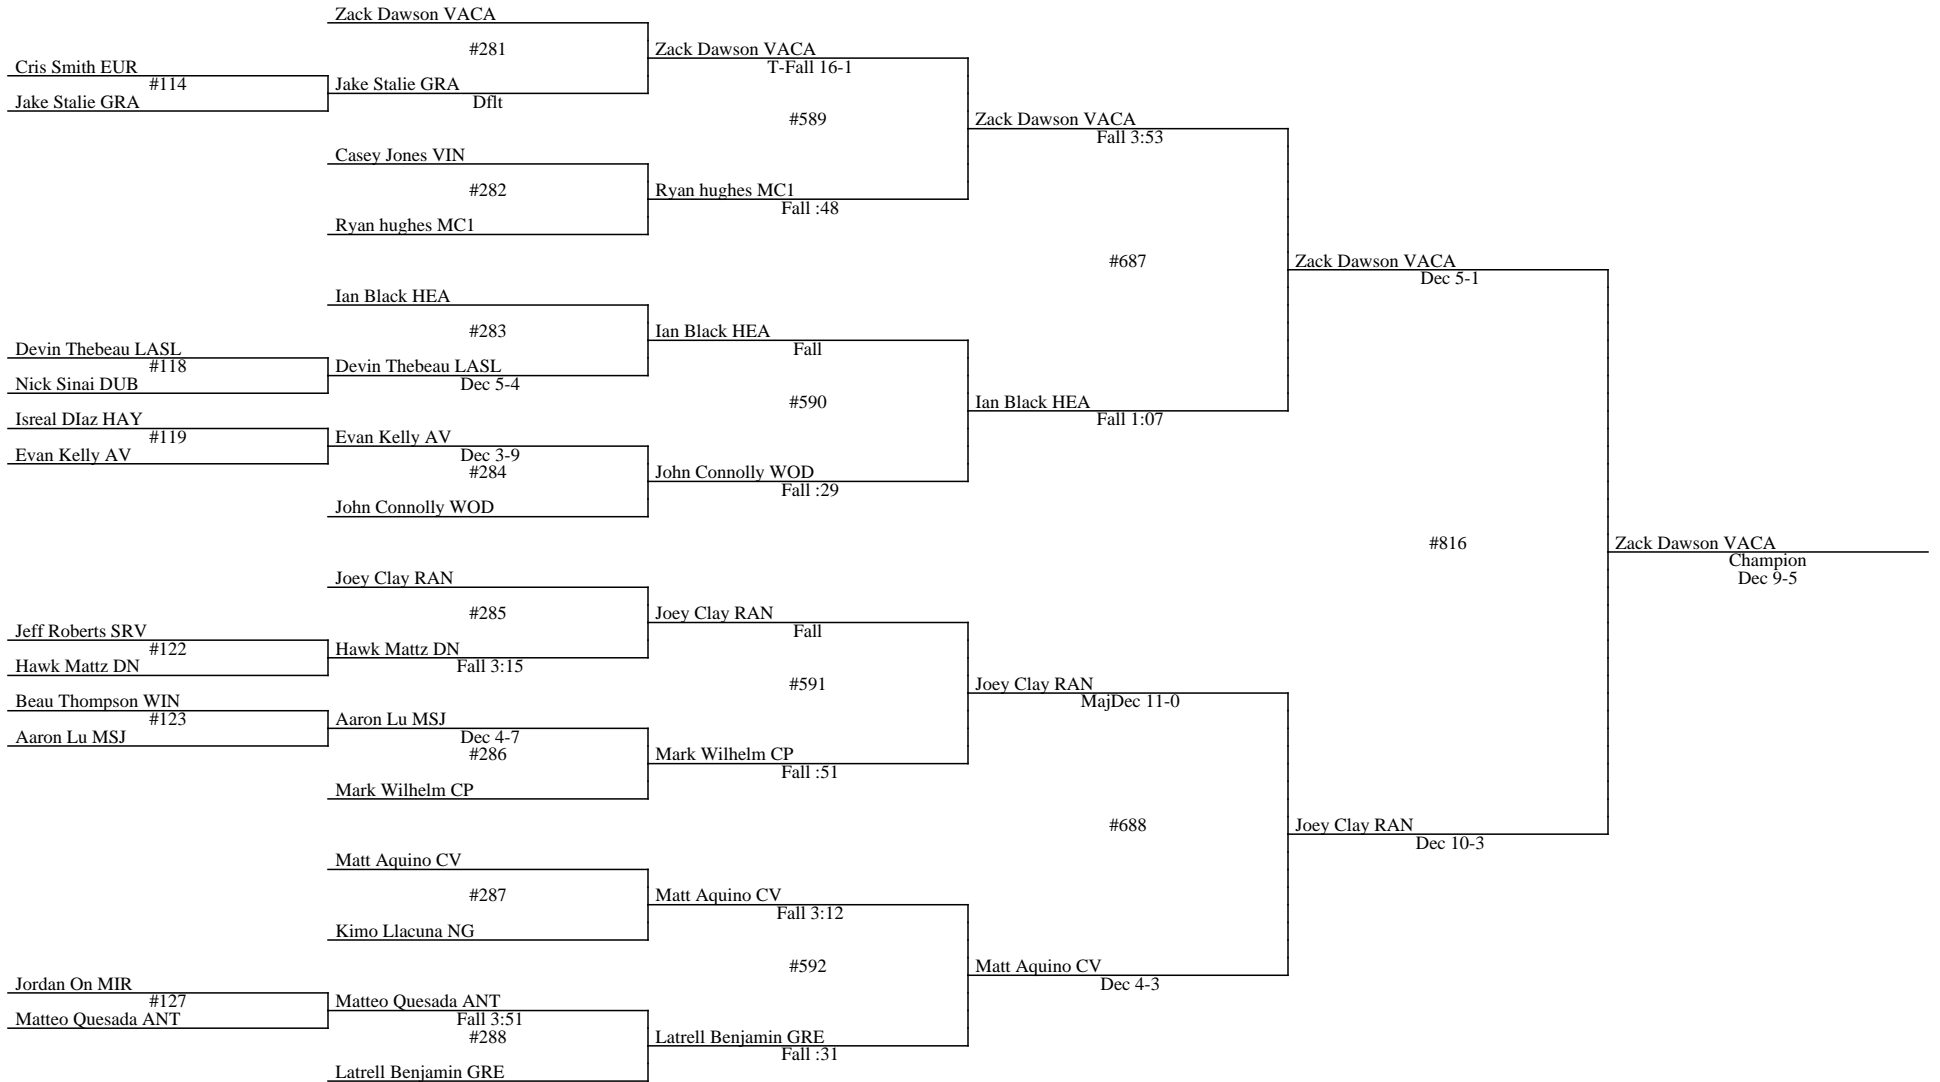 Zack Dawson VACA
#281
Zack Dawson VACA
Cris Smith EUR
T-Fall 16-1
#114
Jake Stalie GRA
Jake Stalie GRA
Dflt
#589
Zack Dawson VACA
Fall 3:53
Casey Jones VIN
#282
Ryan hughes MC1
Fall :48
Ryan hughes MC1
#687
Zack Dawson VACA
Dec 5-1
Ian Black HEA
#283
Ian Black HEA
Devin Thebeau LASL
Fall
#118
Devin Thebeau LASL
Nick Sinai DUB
Dec 5-4
#590
Ian Black HEA
Isreal DIaz HAY
Fall 1:07
#119
Evan Kelly AV
Evan Kelly AV
Dec 3-9
#284
John Connolly WOD
Fall :29
John Connolly WOD
#816
Zack Dawson VACA
Champion
Dec 9-5
Joey Clay RAN
#285
Joey Clay RAN
Jeff Roberts SRV
Fall
#122
Hawk Mattz DN
Hawk Mattz DN
Fall 3:15
#591
Joey Clay RAN
Beau Thompson WIN
MajDec 11-0
#123
Aaron Lu MSJ
Aaron Lu MSJ
Dec 4-7
#286
Mark Wilhelm CP
Fall :51
Mark Wilhelm CP
#688
Joey Clay RAN
Dec 10-3
Matt Aquino CV
#287
Matt Aquino CV
Fall 3:12
Kimo Llacuna NG
#592
Matt Aquino CV
Jordan On MIR
Dec 4-3
#127
Matteo Quesada ANT
Matteo Quesada ANT
Fall 3:51
#288
Latrell Benjamin GRE
Fall :31
Latrell Benjamin GRE